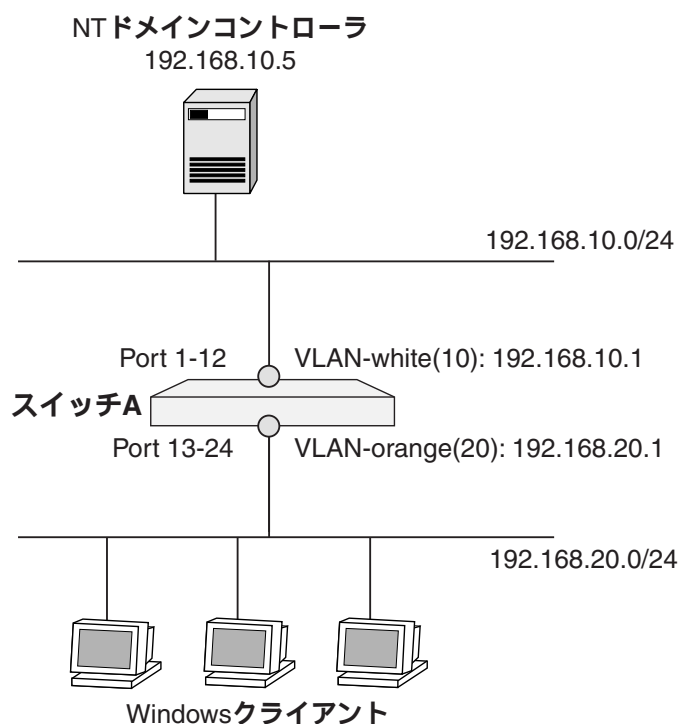 NTドメインコントローラ
192.168.10.5
192.168.10.0/24
Port 1-12 VLAN-white(10): 192.168.10.1
スイッチA
Port 13-24 VLAN-orange(20): 192.168.20.1
192.168.20.0/24
Windowsクライアント